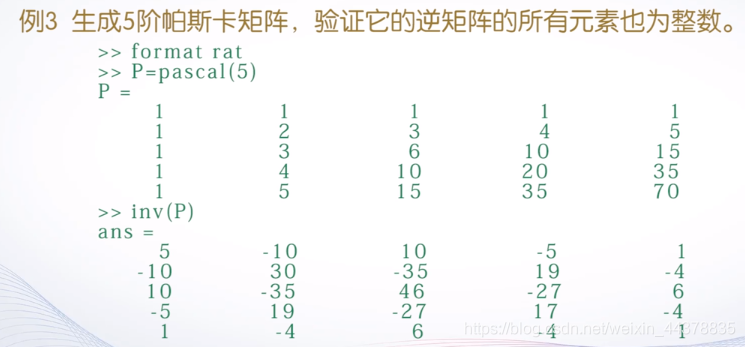 例3 生成5阶帕斯卡矩阵，验证它的逆矩阵的所有元素也为整数。
>> format rat
>> P=pascal(5)
P =
1 1 1 1 1
1 2 3 4 5
1 3 6 10 15
1 4 10 20 35
1 5 15 35 70
>> inv(P)
ans =
5 -10 10 -5 1
-10 30 -35 19 -4
10 -35 46 -27 6
-5 19 -27 17 -4
1 -4 6 4 1
https://blog.csdn.net/weixin_44378835